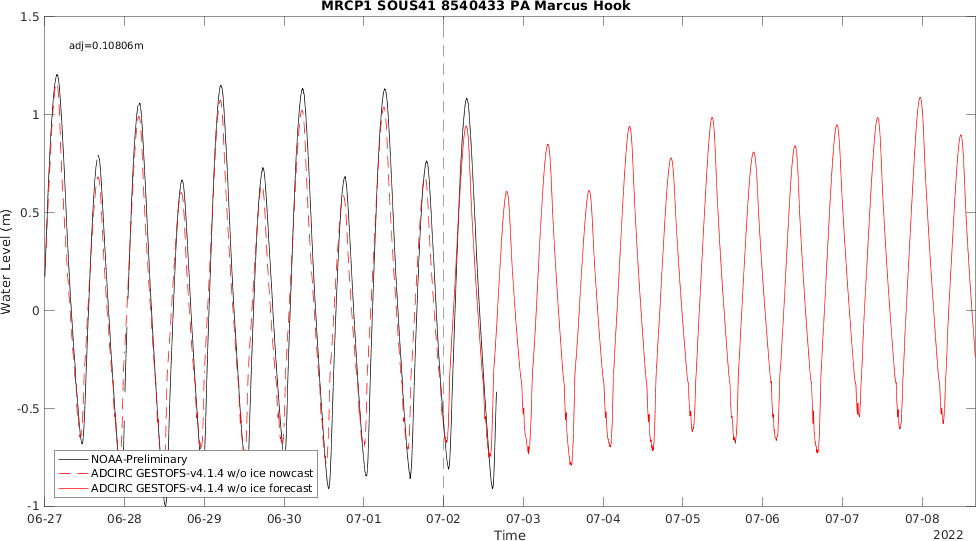 MRCP1 SOUS41 8540433 PA Marcus Hook
adj=0.10806m
1.5
1
0.5
0
-0.5
-1
Water Level (m)
NOAA-Preliminary
ADCIRC GESTOFS-v4.1.4 w/o ice nowcast
ADCIRC GESTOFS-v4.1.4 w/o ice forecast
06-27 06-28 06-29 06-30 07-01 07-02 07-03 07-04 07-05 07-06 07-07 07-08
Time
2022